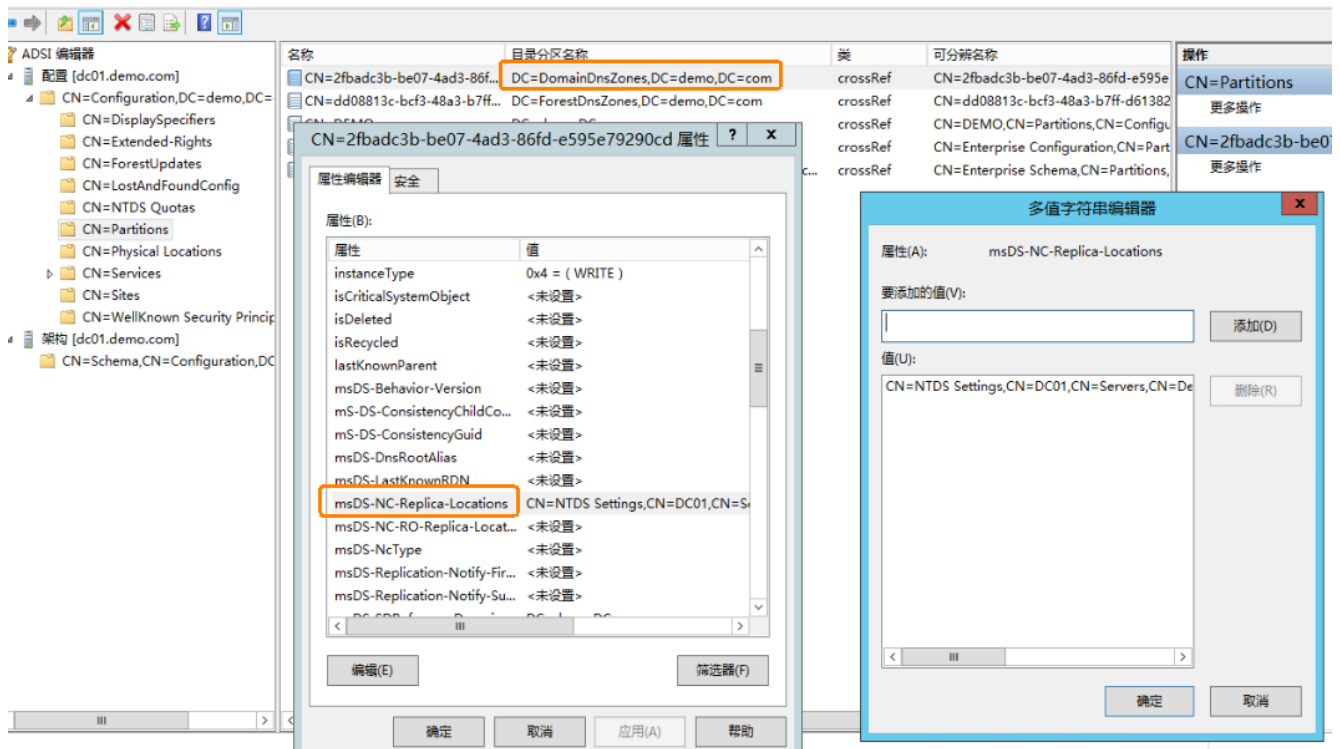 ADSI 编辑器
配置 [dc01.demo.com]
CN=Configuration,DC=demo,DC=
CN=DisplaySpecifiers
CN=Extended-Rights
CN=ForestUpdates
CN=LostAndFoundConfig
CN=NTDS Quotas
CN=Partitions
CN=Physical Locations
CN=Services
CN=Sites
CN=WellKnown Security Princip
架构 [dc01.demo.com]
CN=Schema,CN=Configuration,DC
名称 目录分区名称 类 可分辨名称
CN=2fbadc3b-be07-4ad3-86f... DC=DomainDnsZones,DC=demo,DC=com crossRef CN=2fbadc3b-be07-4ad3-86fd-e595e
CN=dd08813c-bcf3-48a3-b7ff... DC=ForestDnsZones,DC=demo,DC=com crossRef CN=dd08813c-bcf3-48a3-b7ff-d61382
crossRef CN=DEMO,CN=Partitions,CN=Configu
crossRef CN=Enterprise Configuration,CN=Part
c... crossRef CN=Enterprise Schema,CN=Partitions,
操作
CN=Partitions
更多操作
CN=2fbadc3b-be0
更多操作
CN=2fbadc3b-be07-4ad3-86fd-e595e79290cd 属性 ? x
属性编辑器 安全
属性(B):
属性 值
instanceType 0x4 = ( WRITE )
isCriticalSystemObject <未设置>
isDeleted <未设置>
isRecycled <未设置>
lastKnownParent <未设置>
msDS-Behavior-Version <未设置>
mS-DS-ConsistencyChildCo... <未设置>
mS-DS-ConsistencyGuid <未设置>
msDS-DnsRootAlias <未设置>
msDS-LastKnownRDN <未设置>
msDS-NC-Replica-Locations CN=NTDS Settings,CN=DC01,CN=S
msDS-NC-RO-Replica-Locat... <未设置>
msDS-NcType <未设置>
msDS-Replication-Notify-Fir... <未设置>
msDS-Replication-Notify-Su... <未设置>
编辑(E) 筛选器(F)
确定 取消 应用(A) 帮助
多值字符串编辑器 x
属性(A): msDS-NC-Replica-Locations
要添加的值(V):
添加(D)
值(U):
CN=NTDS Settings,CN=DC01,CN=Servers,CN=De
删除(R)
确定 取消